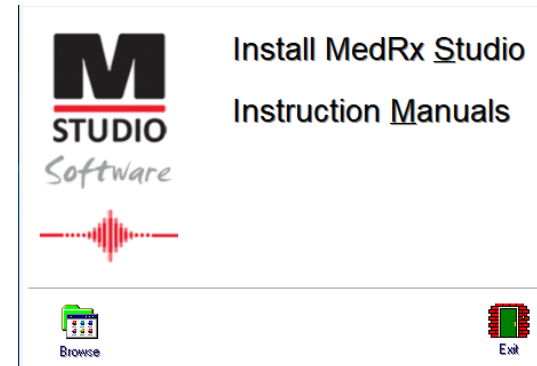 M
STUDIO
Software
Install MedRx Studio
Instruction Manuals
Browse
Exit